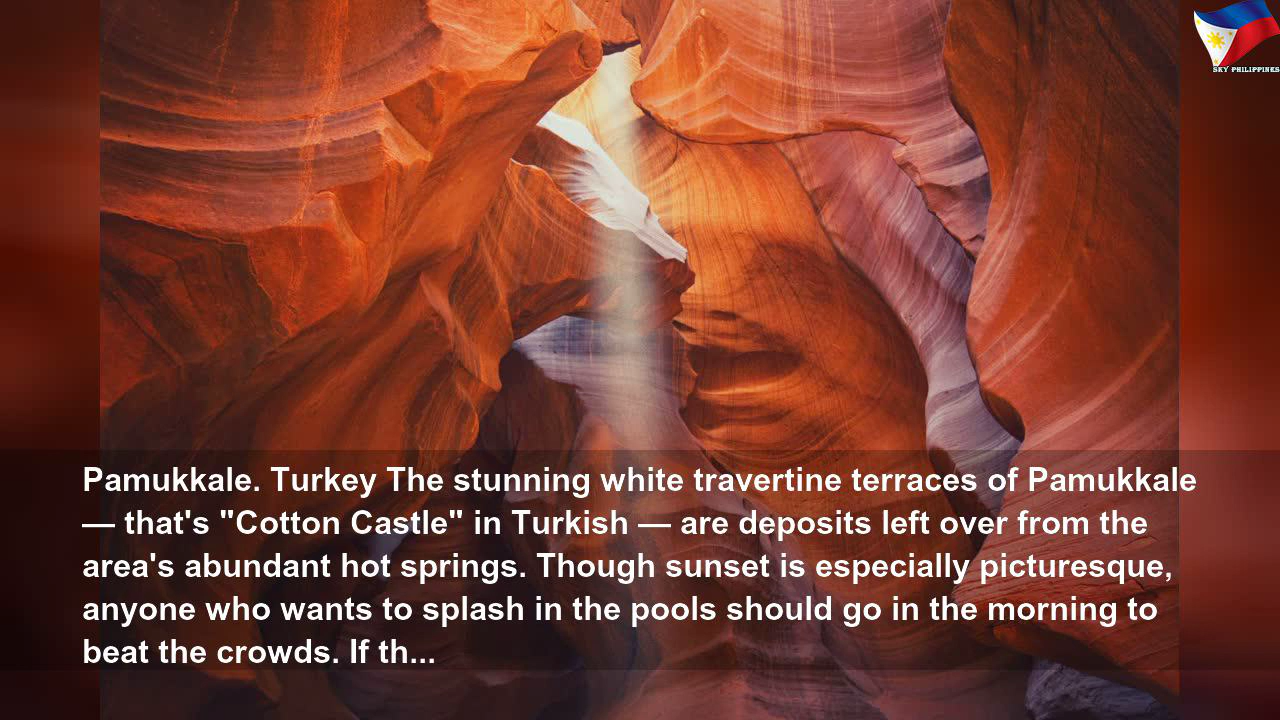 SKY PHILIPPINES
Pamukkale. Turkey The stunning white travertine terraces of Pamukkale
— that's "Cotton Castle" in Turkish — are deposits left over from the
area's abundant hot springs. Though sunset is especially picturesque,
anyone who wants to splash in the pools should go in the morning to
beat the crowds. If th...